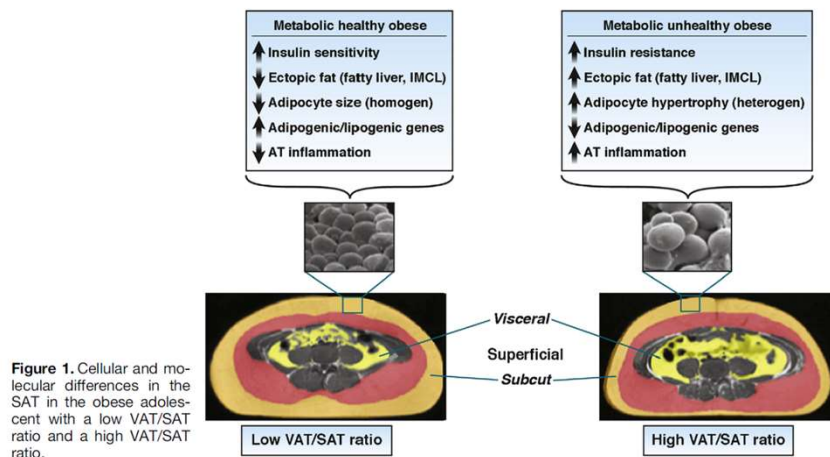 Metabolic healthy obese
Insulin sensitivity
Ectopic fat (fatty liver, IMCL)
Adipocyte size (homogen)
Adipogenic/lipogenic genes
AT inflammation
Metabolic unhealthy obese
Insulin resistance
Ectopic fat (fatty liver, IMCL)
Adipocyte hypertrophy (heterogen)
Adipogenic/lipogenic genes
AT inflammation
Visceral
Superficial
Subcut
Low VAT/SAT ratio
High VAT/SAT ratio
Figure 1. Cellular and mo-
lecular differences in the
SAT in the obese adoles-
cent with a low VAT/SAT
ratio and a high VAT/SAT
ratio.